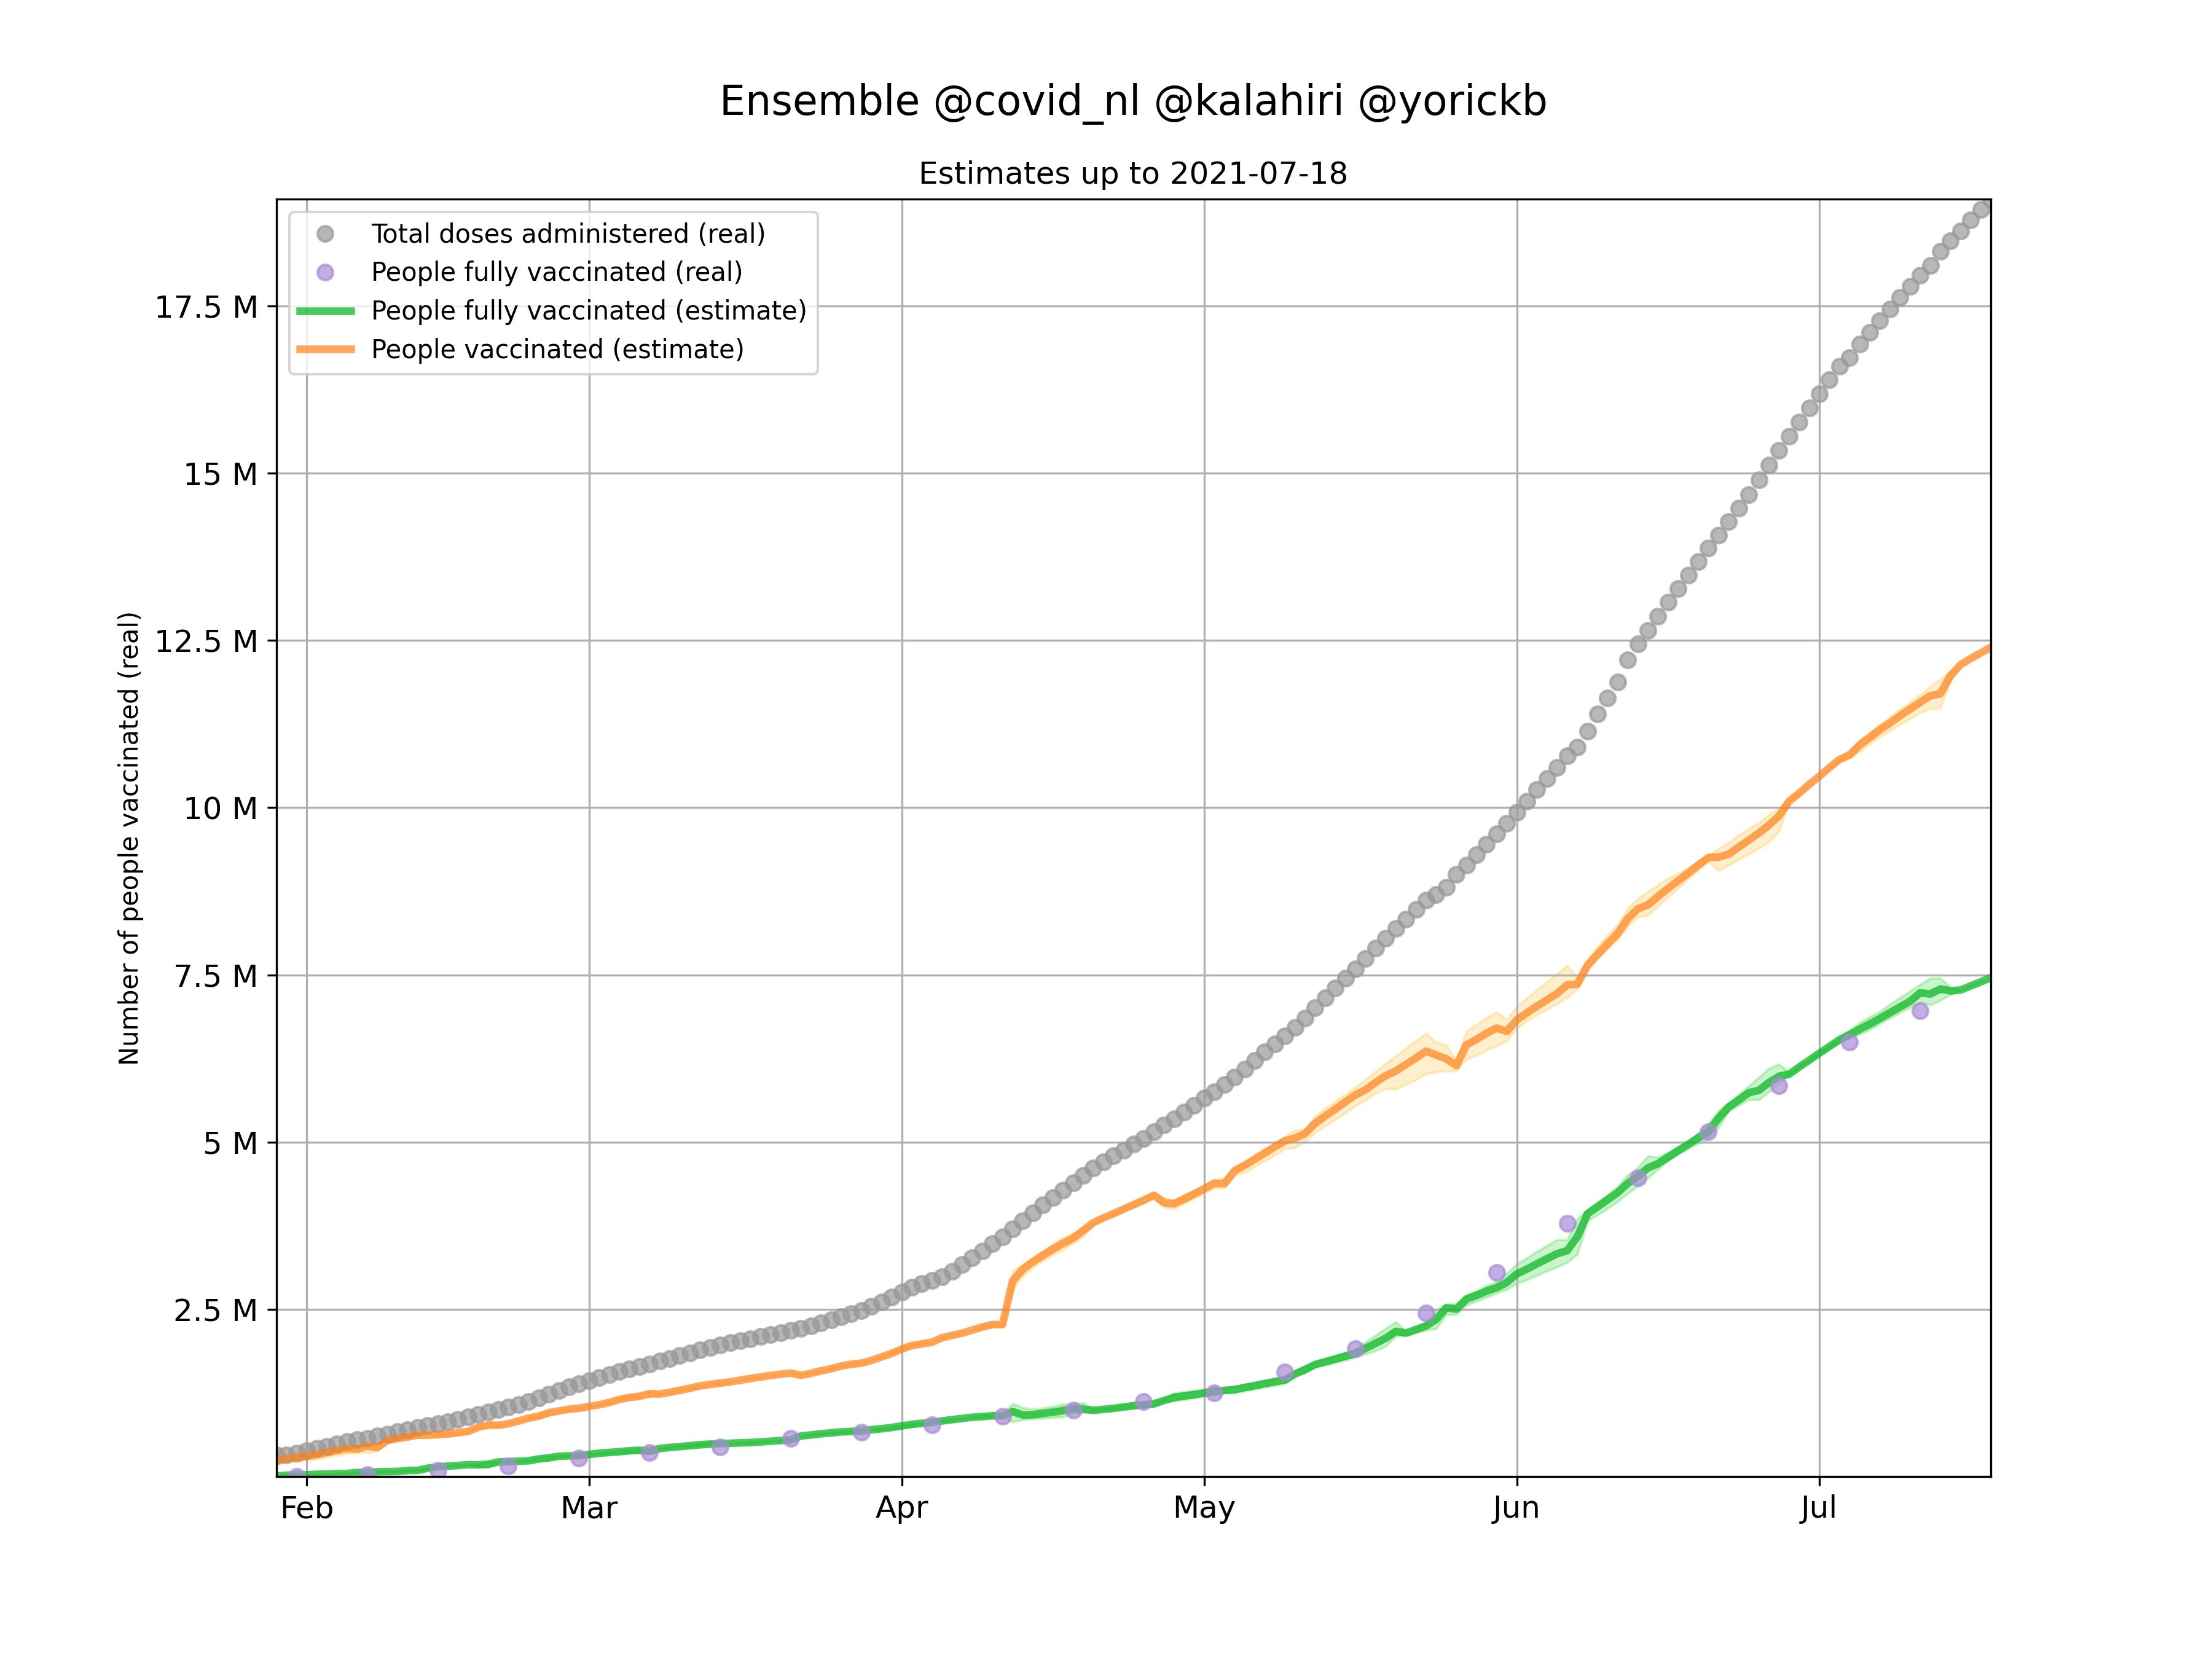 Ensemble @covid_nl @kalahiri @yorickb
Estimates up to 2021-07-18
Total doses administered (real)
People fully vaccinated (real)
People fully vaccinated (estimate)
People vaccinated (estimate)
Number of people vaccinated (real)
17.5 M
15 M
12.5 M
10 M
7.5 M
5 M
2.5 M
Feb
Mar
Apr
May
Jun
Jul